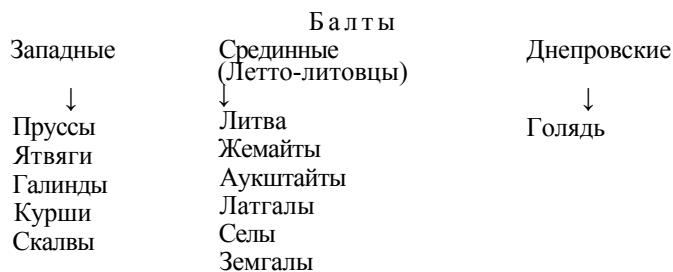 Балты
Западные Срединные Днепровские
(Летто-литовцы)
↓ ↓ ↓
Пруссы Литва Голядь
Ятвяги Жемайты
Галинды Аукштайты
Курши Латгалы
Скалвы Селы
Земгалы